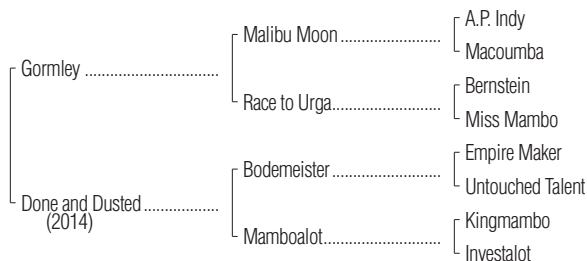 A.P. Indy
Malibu Moon ......................
Macoumba
Gormley ......................................
Bernstein
Race to Urga........................
Miss Mambo
Empire Maker
Bodemeister ........................
Untouched Talent
Done and Dusted .....................
(2014)
Kingmambo
Mamboalot..........................
Investalot